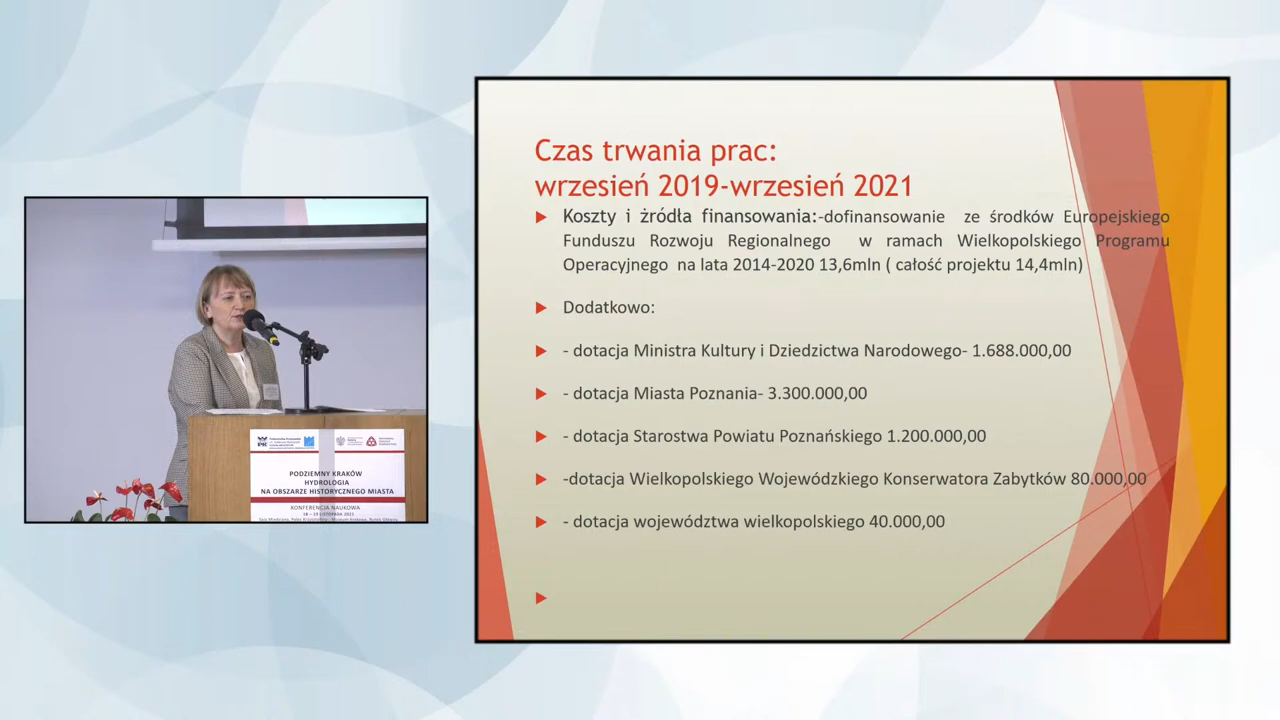 Czas trwania prac:
wrzesień 2019-wrzesień 2021
Koszty i żródła finansowania:-dofinansowanie ze środków Europejskiego
Funduszu Rozwoju Regionalnego w ramach Wielkopolskiego Programu
Operacyjnego na lata 2014-2020 13,6mln ( całość projektu 14,4mln)
Dodatkowo:
- dotacja Ministra Kultury i Dziedzictwa Narodowego- 1.688.000,00
- dotacja Miasta Poznania- 3.300.000,00
- dotacja Starostwa Powiatu Poznańskiego 1.200.000,00
-dotacja Wielkopolskiego Wojewódzkiego Konserwatora Zabytków 80.000,00
- dotacja województwa wielkopolskiego 40.000,00
PODZIEMNY KRAKÓW
HYDROLOGIA
NA OBSZARZE HISTORYCZNEGO MIASTA
KONFERENCJA NAUKOWA